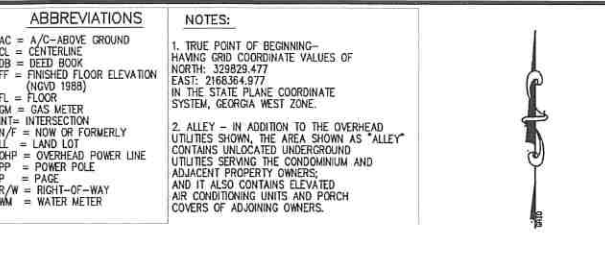 ABBREVIATIONS
AC = A/C-ABOVE GROUND
CL = CENTERLINE
DB = DEED BOOK
FF = FINISHED FLOOR ELEVATION
(NGVD 1988)
FL = FLOOR
GM = GAS METER
INT= INTERSECTION
N/F = NOW OR FORMERLY
LL = LAND LOT
OHP = OVERHEAD POWER LINE
PP = POWER POLE
P = PAGE
R/W = RIGHT-OF-WAY
WM = WATER METER
NOTES:
1. TRUE POINT OF BEGINNING-
HAVING GRID COORDINATE VALUES OF
NORTH: 329829.477
EAST: 2168364.977
IN THE STATE PLANE COORDINATE
SYSTEM, GEORGIA WEST ZONE.
2. ALLEY - IN ADDITION TO THE OVERHEAD
UTILITIES SHOWN, THE AREA SHOWN AS "ALLEY"
CONTAINS UNLOCATED UNDERGROUND
UTILITIES SERVING THE CONDOMINIUM AND
ADJACENT PROPERTY OWNERS;
AND IT ALSO CONTAINS ELEVATED
AIR CONDITIONING UNITS AND PORCH
COVERS OF ADJOINING OWNERS.